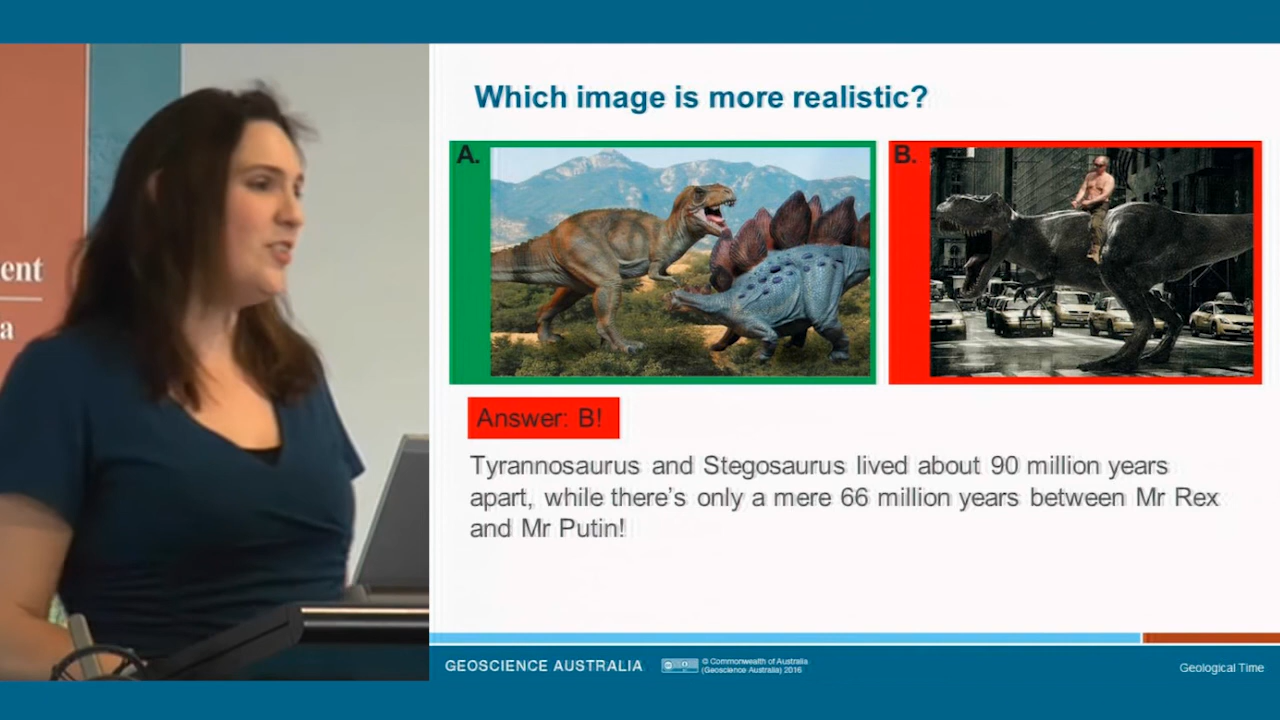 ent
a
Which image is more realistic?
A.
B.
Answer: B!
Tyrannosaurus and Stegosaurus lived about 90 million years
apart, while there's only a mere 66 million years between Mr Rex
and Mr Putin!
GEOSCIENCE AUSTRALIA
© Commonwealth of Australia
(Geoscience Australia) 2016
Geological Time